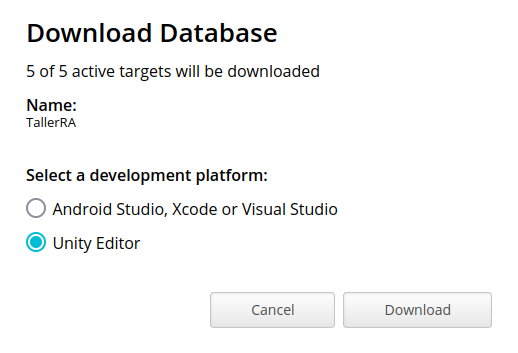 Download Database
5 of 5 active targets will be downloaded
Name:
TallerRA
Select a development platform:
Android Studio, Xcode or Visual Studio
Unity Editor
Cancel
Download